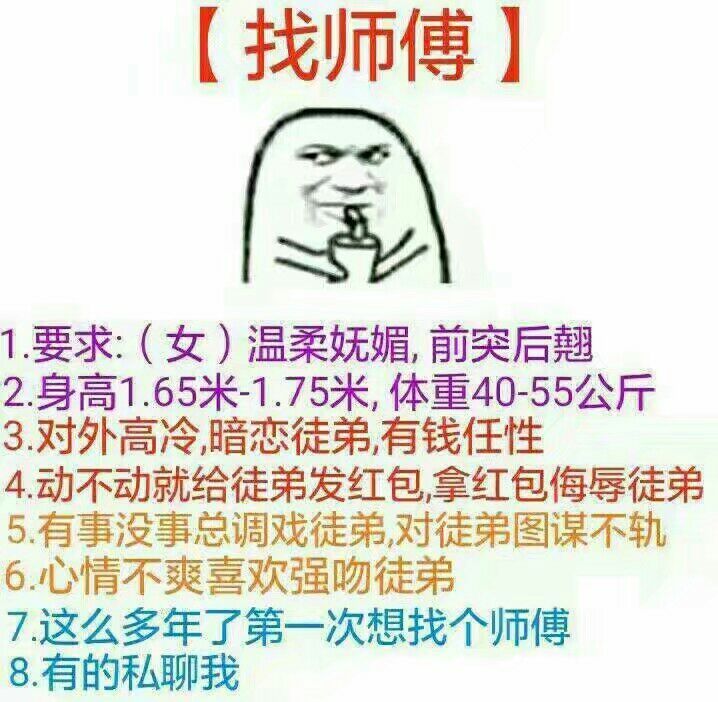 【找师傅】
1.要求:（女）温柔妩媚,前突后翘
2.身高1.65米-1.75米,体重40-55公斤
3.对外高冷,暗恋徒弟,有钱任性
4.动不动就给徒弟发红包,拿红包侮辱徒弟
5.有事没事总调戏徒弟,对徒弟图谋不轨
6.心情不爽喜欢强吻徒弟
7.这么多年了第一次想找个师傅
8.有的私聊我